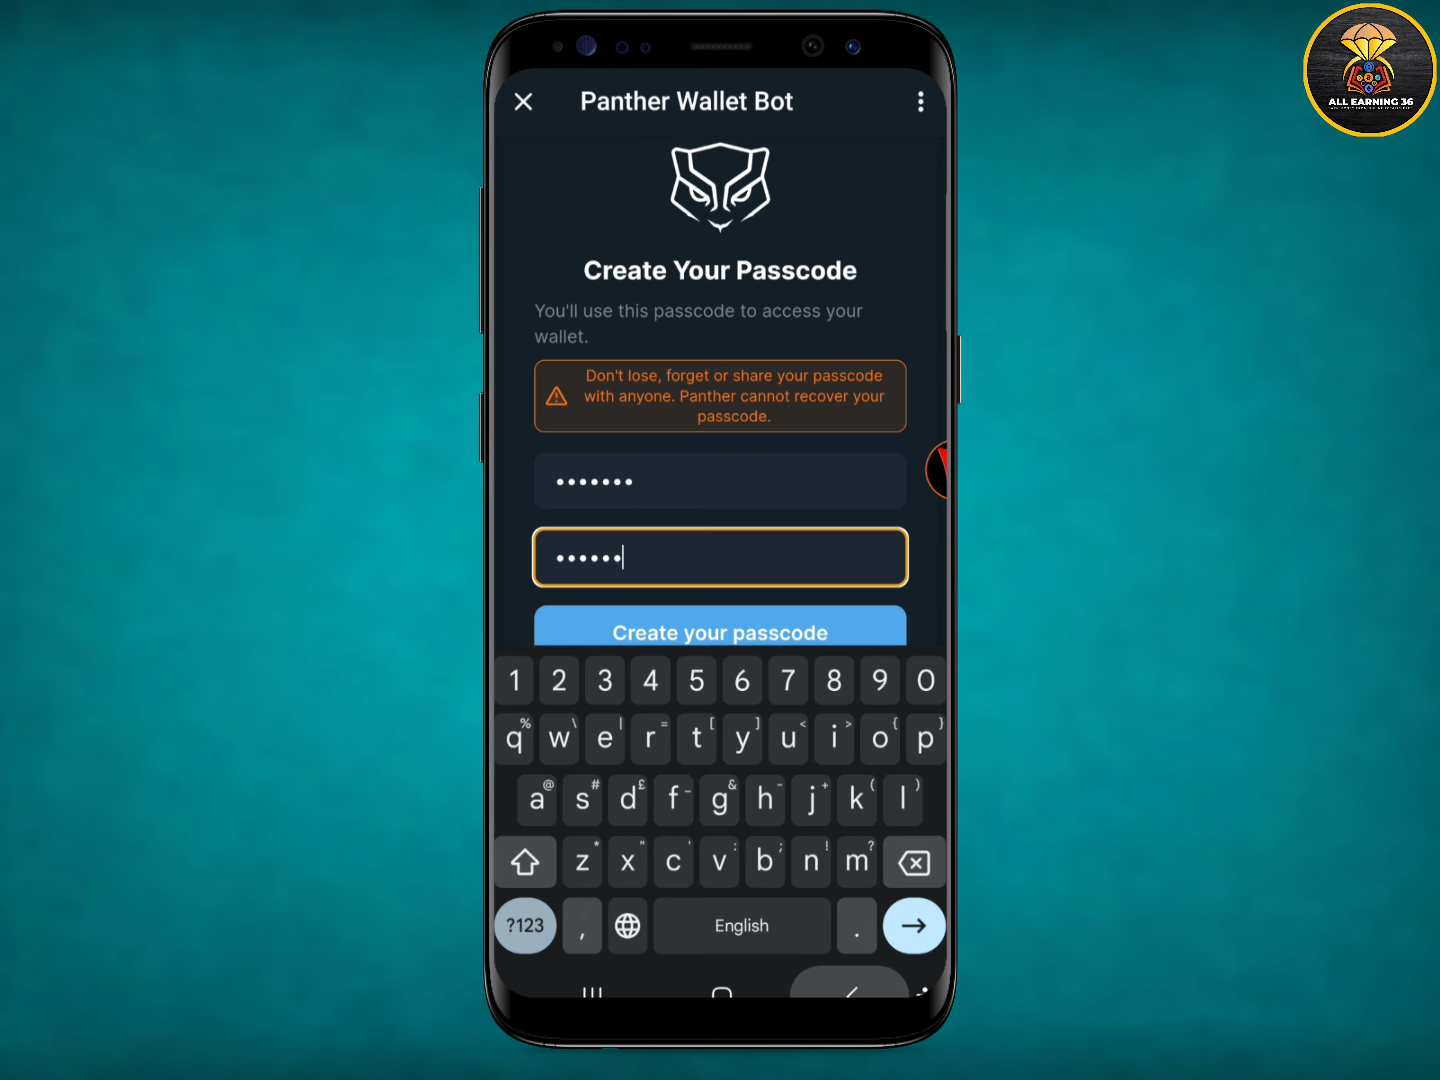 Panther Wallet Bot
ALL EARNING 36
Create Your Passcode
You'll use this passcode to access your
wallet.
Don't lose, forget or share your passcode
with anyone. Panther cannot recover your
passcode.
•••••••
••••••
Create your passcode
1 2 3 4 5 6 7 8 9 0
% \ | = [ ] < > { }
q w e r t y u i o p
@ # £ - & - + ( )
a s d f g h j k l
* " ' : ; ! ?
z x c v b n m
?123 , English .